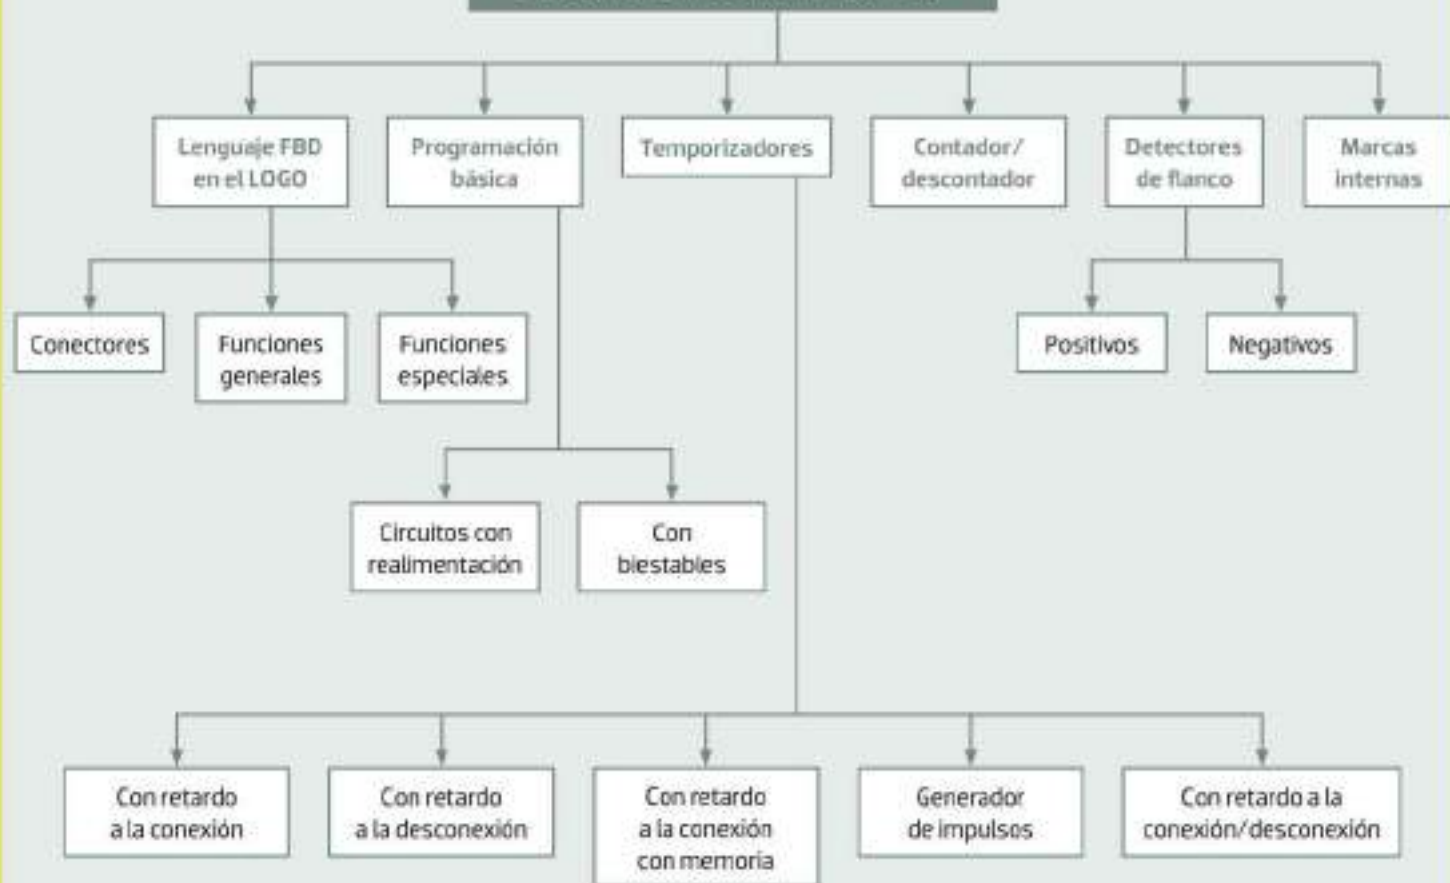 Lenguaje FBD
en el LOGO
Programación
básica
Temporizadores
Contador/
descontador
Detectores
de flanco
Marcas
internas
Conectores
Funciones
generales
Funciones
especiales
Positivos
Negativos
Circuitos con
realimentación
Con
biestables
Con retardo
a la conexión
Con retardo
a la desconexión
Con retardo
a la conexión
con memoria
Generador
de impulsos
Con retardo a la
conexión/desconexión